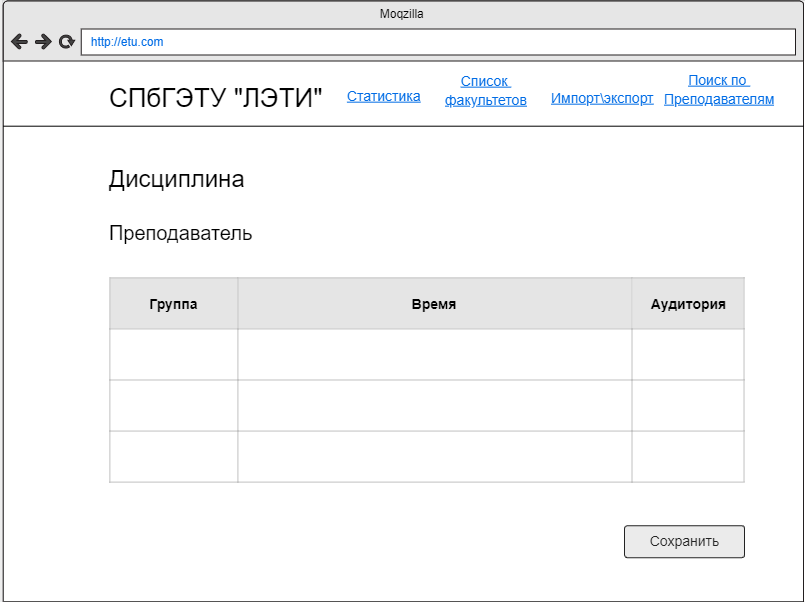 Moqzilla
http://etu.com
СПбГЭТУ "ЛЭТИ"
Статистика
Список
факультетов
Импорт\экспорт
Поиск по
Преподавателям
Дисциплина
Преподаватель
Группа Время Аудитория
Сохранить